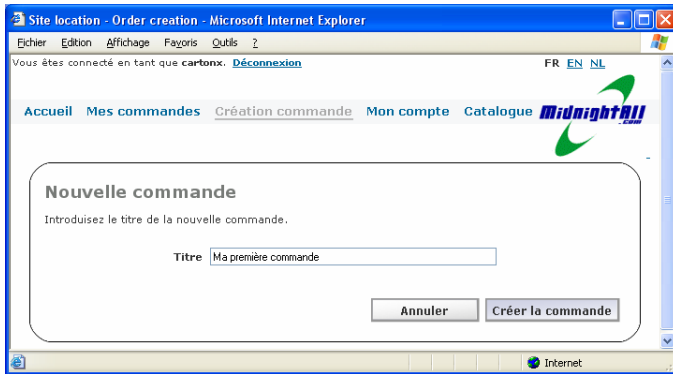 Site location - Order creation - Microsoft Internet Explorer
Fichier Edition Affichage Favoris Outils ?
Vous êtes connecté en tant que cartonx. Déconnexion FR EN NL
Accueil Mes commandes Création commande Mon compte Catalogue MidnightAll
.com
Nouvelle commande
Introduisez le titre de la nouvelle commande.
Titre Ma première commande
Annuler Créer la commande
Internet